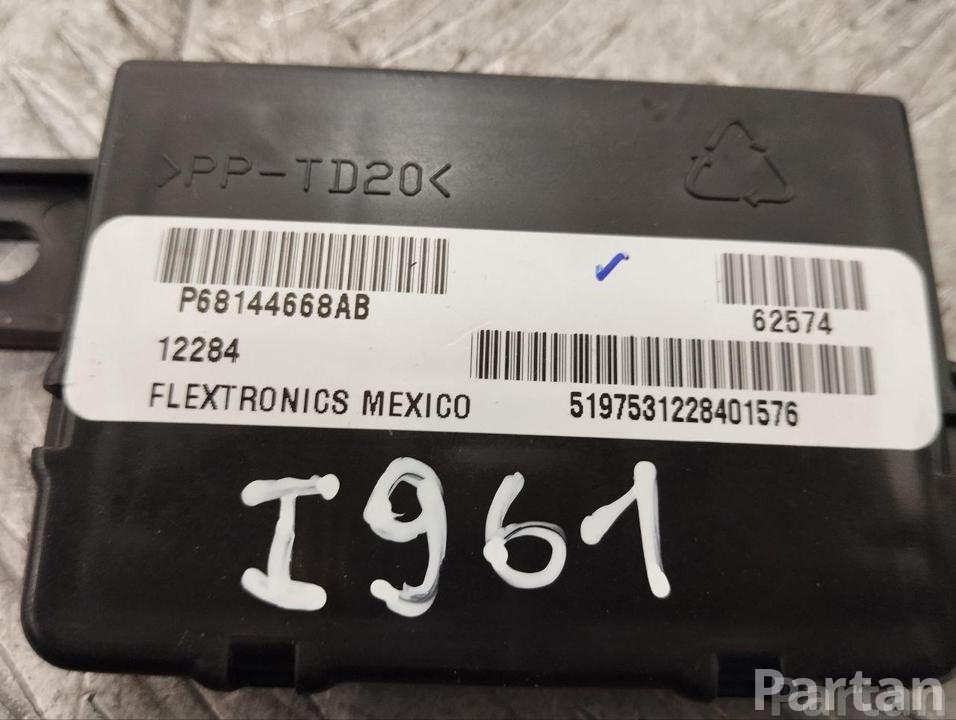 >PP-TD20<
P68144668AB
62574
12284
FLEXTRONICS MEXICO
5197531228401576
I961
Partan